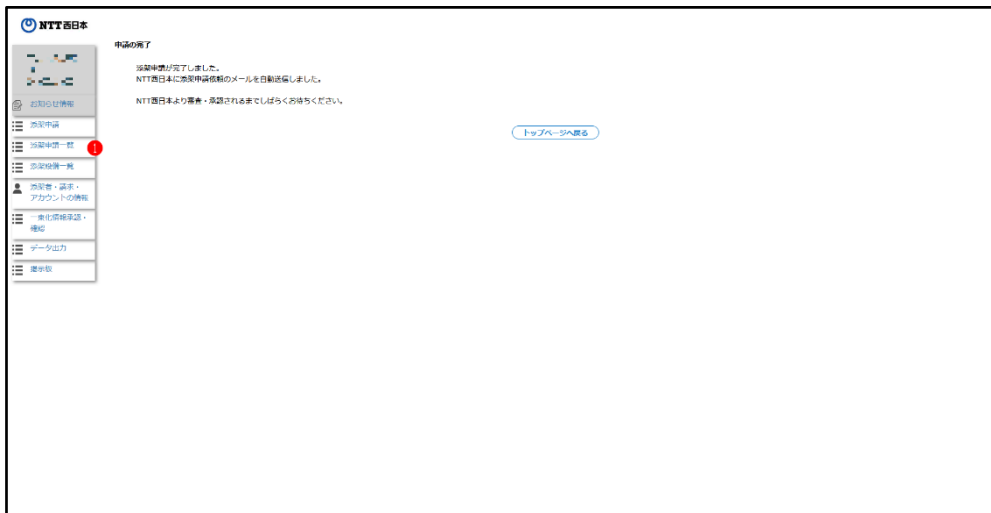 NTT西日本
お知らせ情報
添架申請
添架申請一覧
1
添架設備一覧
添架者・請求・
アカウントの情報
一束化情報承認・
確認
データ出力
掲示板
申請の完了
添架申請が完了しました。
NTT西日本に添架申請依頼のメールを自動送信しました。
NTT西日本より審査・承認されるまでしばらくお待ちください。
トップページへ戻る